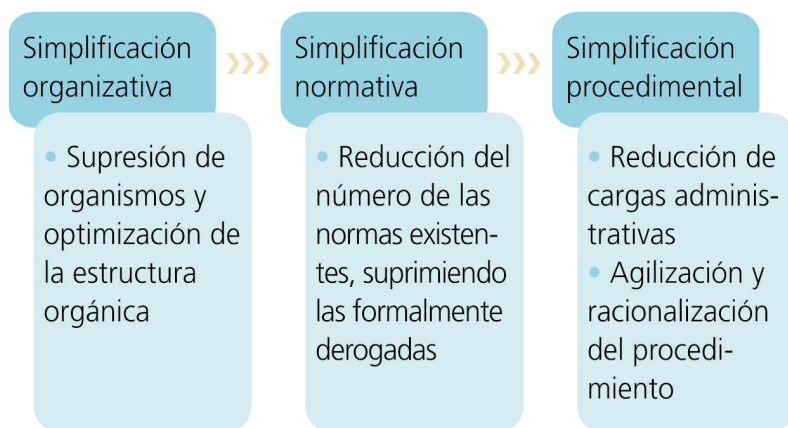 Simplificación
organizativa
• Supresión de
organismos y
optimización de
la estructura
orgánica
Simplificación
normativa
• Reducción del
número de las
normas existen-
tes, suprimiendo
las formalmente
derogadas
Simplificación
procedimental
• Reducción de
cargas adminis-
trativas
• Agilización y
racionalización
del procedi-
miento